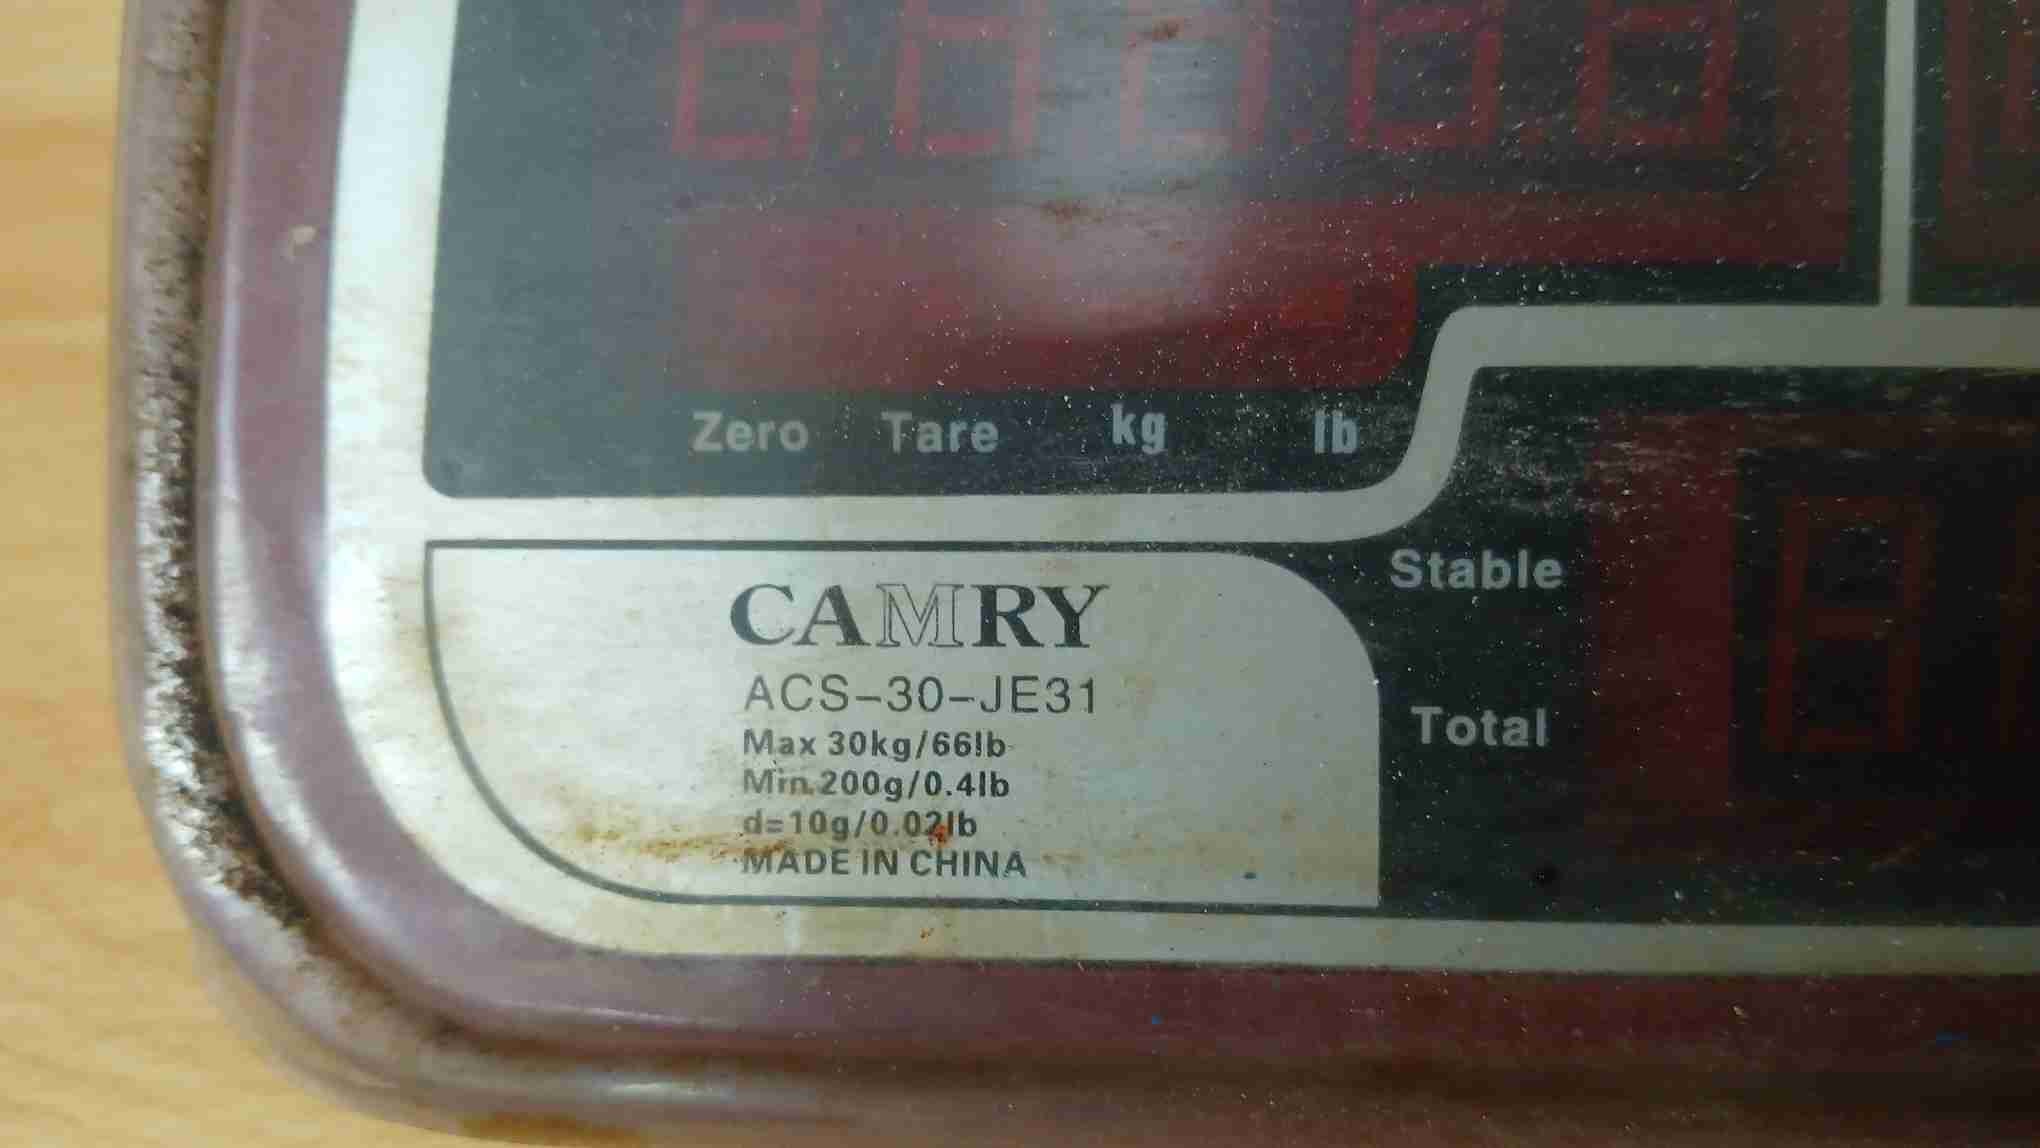 Zero Tare kg lb
Stable
Total
CAMRY
ACS-30-JE31
Max 30kg/66lb
Min.200g/0.4lb
d=10g/0.02lb
MADE IN CHINA